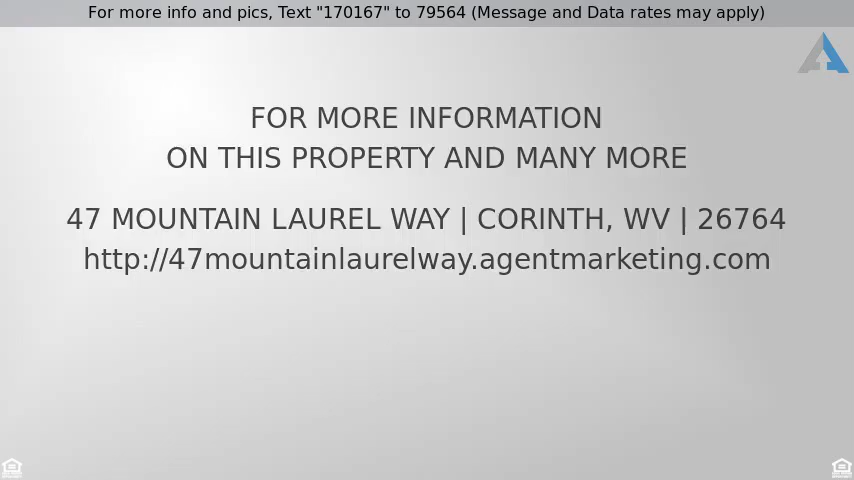 For more info and pics, Text "170167" to 79564 (Message and Data rates may apply)
FOR MORE INFORMATION
ON THIS PROPERTY AND MANY MORE
47 MOUNTAIN LAUREL WAY | CORINTH, WV | 26764
http://47mountainlaurelway.agentmarketing.com